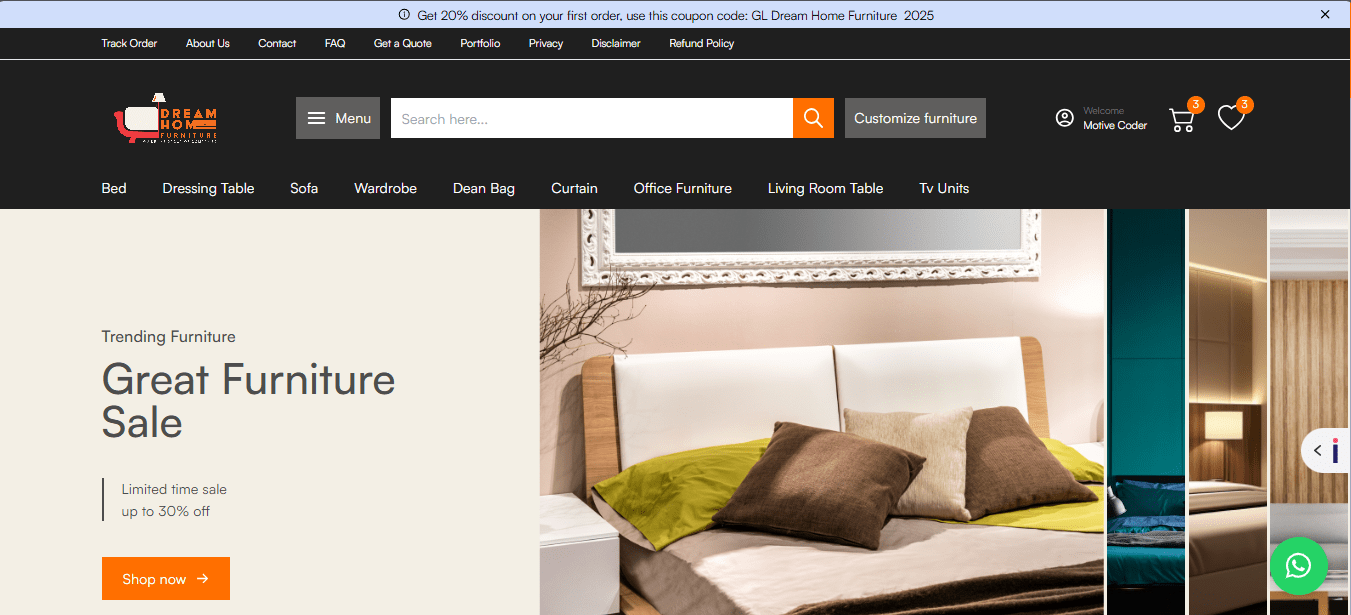 Get 20% discount on your first order, use this coupon code: GL Dream Home Furniture 2025
Track Order About Us Contact FAQ Get a Quote Portfolio Privacy Disclaimer Refund Policy
DREAM
HOME
FURNITURE
Menu
Search here...
Customize furniture
Welcome
Motive Coder
3
3
Bed Dressing Table Sofa Wardrobe Dean Bag Curtain Office Furniture Living Room Table Tv Units
Trending Furniture
Great Furniture
Sale
Limited time sale
up to 30% off
Shop now